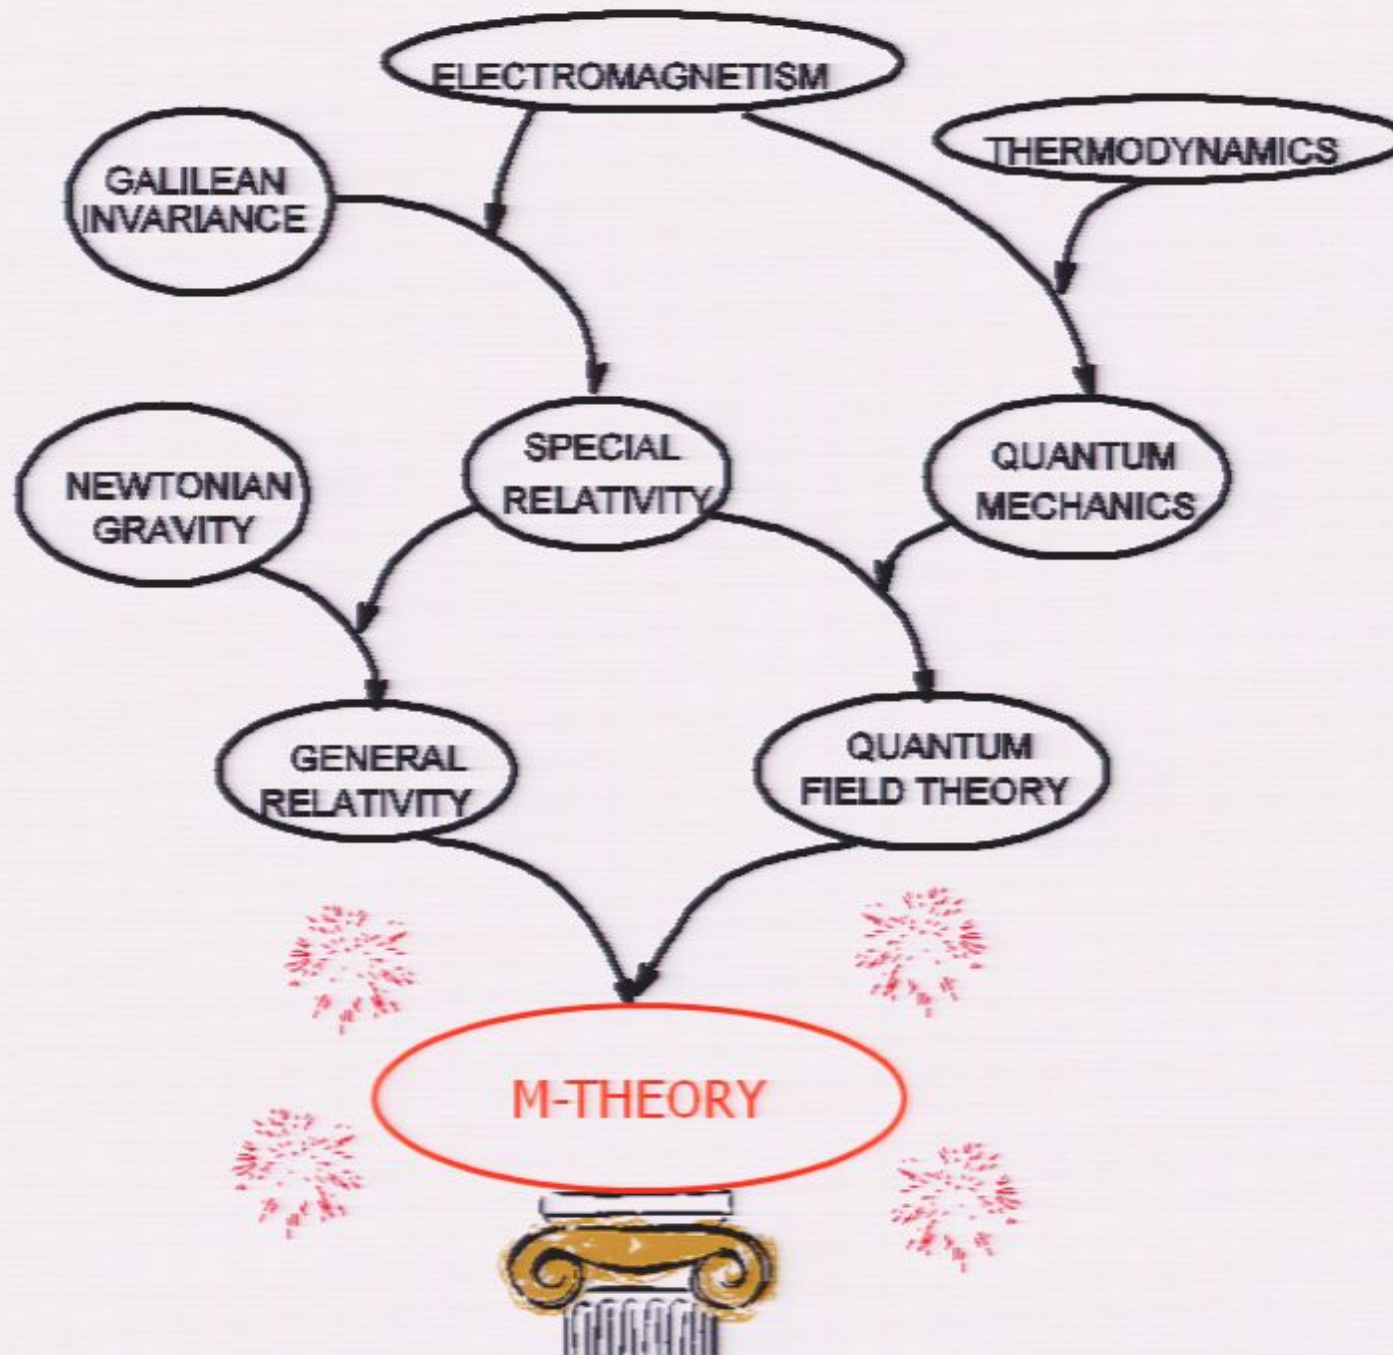 ELECTROMAGNETISM
THERMODYNAMICS
GALILEAN
INVARIANCE
NEWTONIAN
GRAVITY
SPECIAL
RELATIVITY
QUANTUM
MECHANICS
GENERAL
RELATIVITY
QUANTUM
FIELD THEORY
M-THEORY